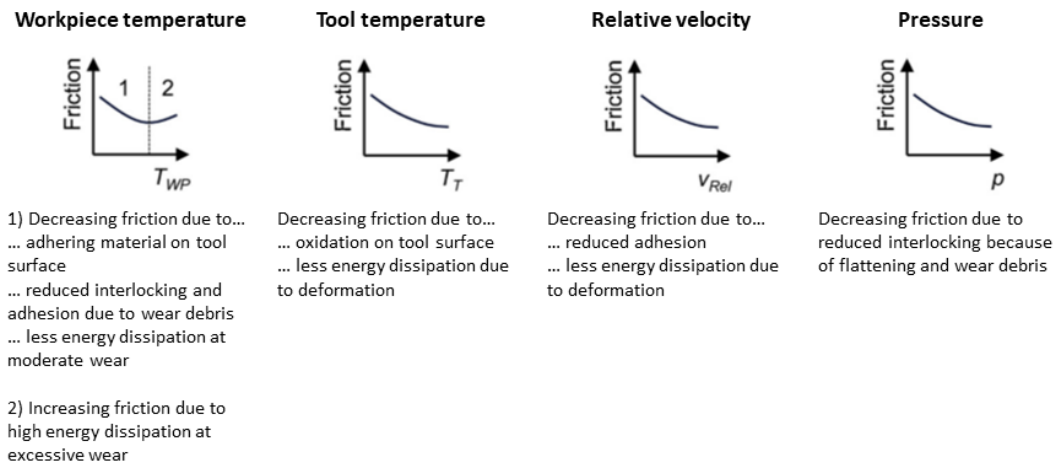 Workpiece temperature
Friction
1
2
T_WP
1) Decreasing friction due to…
… adhering material on tool
surface
… reduced interlocking and
adhesion due to wear debris
… less energy dissipation at
moderate wear
2) Increasing friction due to
high energy dissipation at
excessive wear
Tool temperature
Friction
T_T
Decreasing friction due to…
… oxidation on tool surface
… less energy dissipation due
to deformation
Relative velocity
Friction
v_Rel
Decreasing friction due to…
… reduced adhesion
… less energy dissipation due
to deformation
Pressure
Friction
p
Decreasing friction due to
reduced interlocking because
of flattening and wear debris